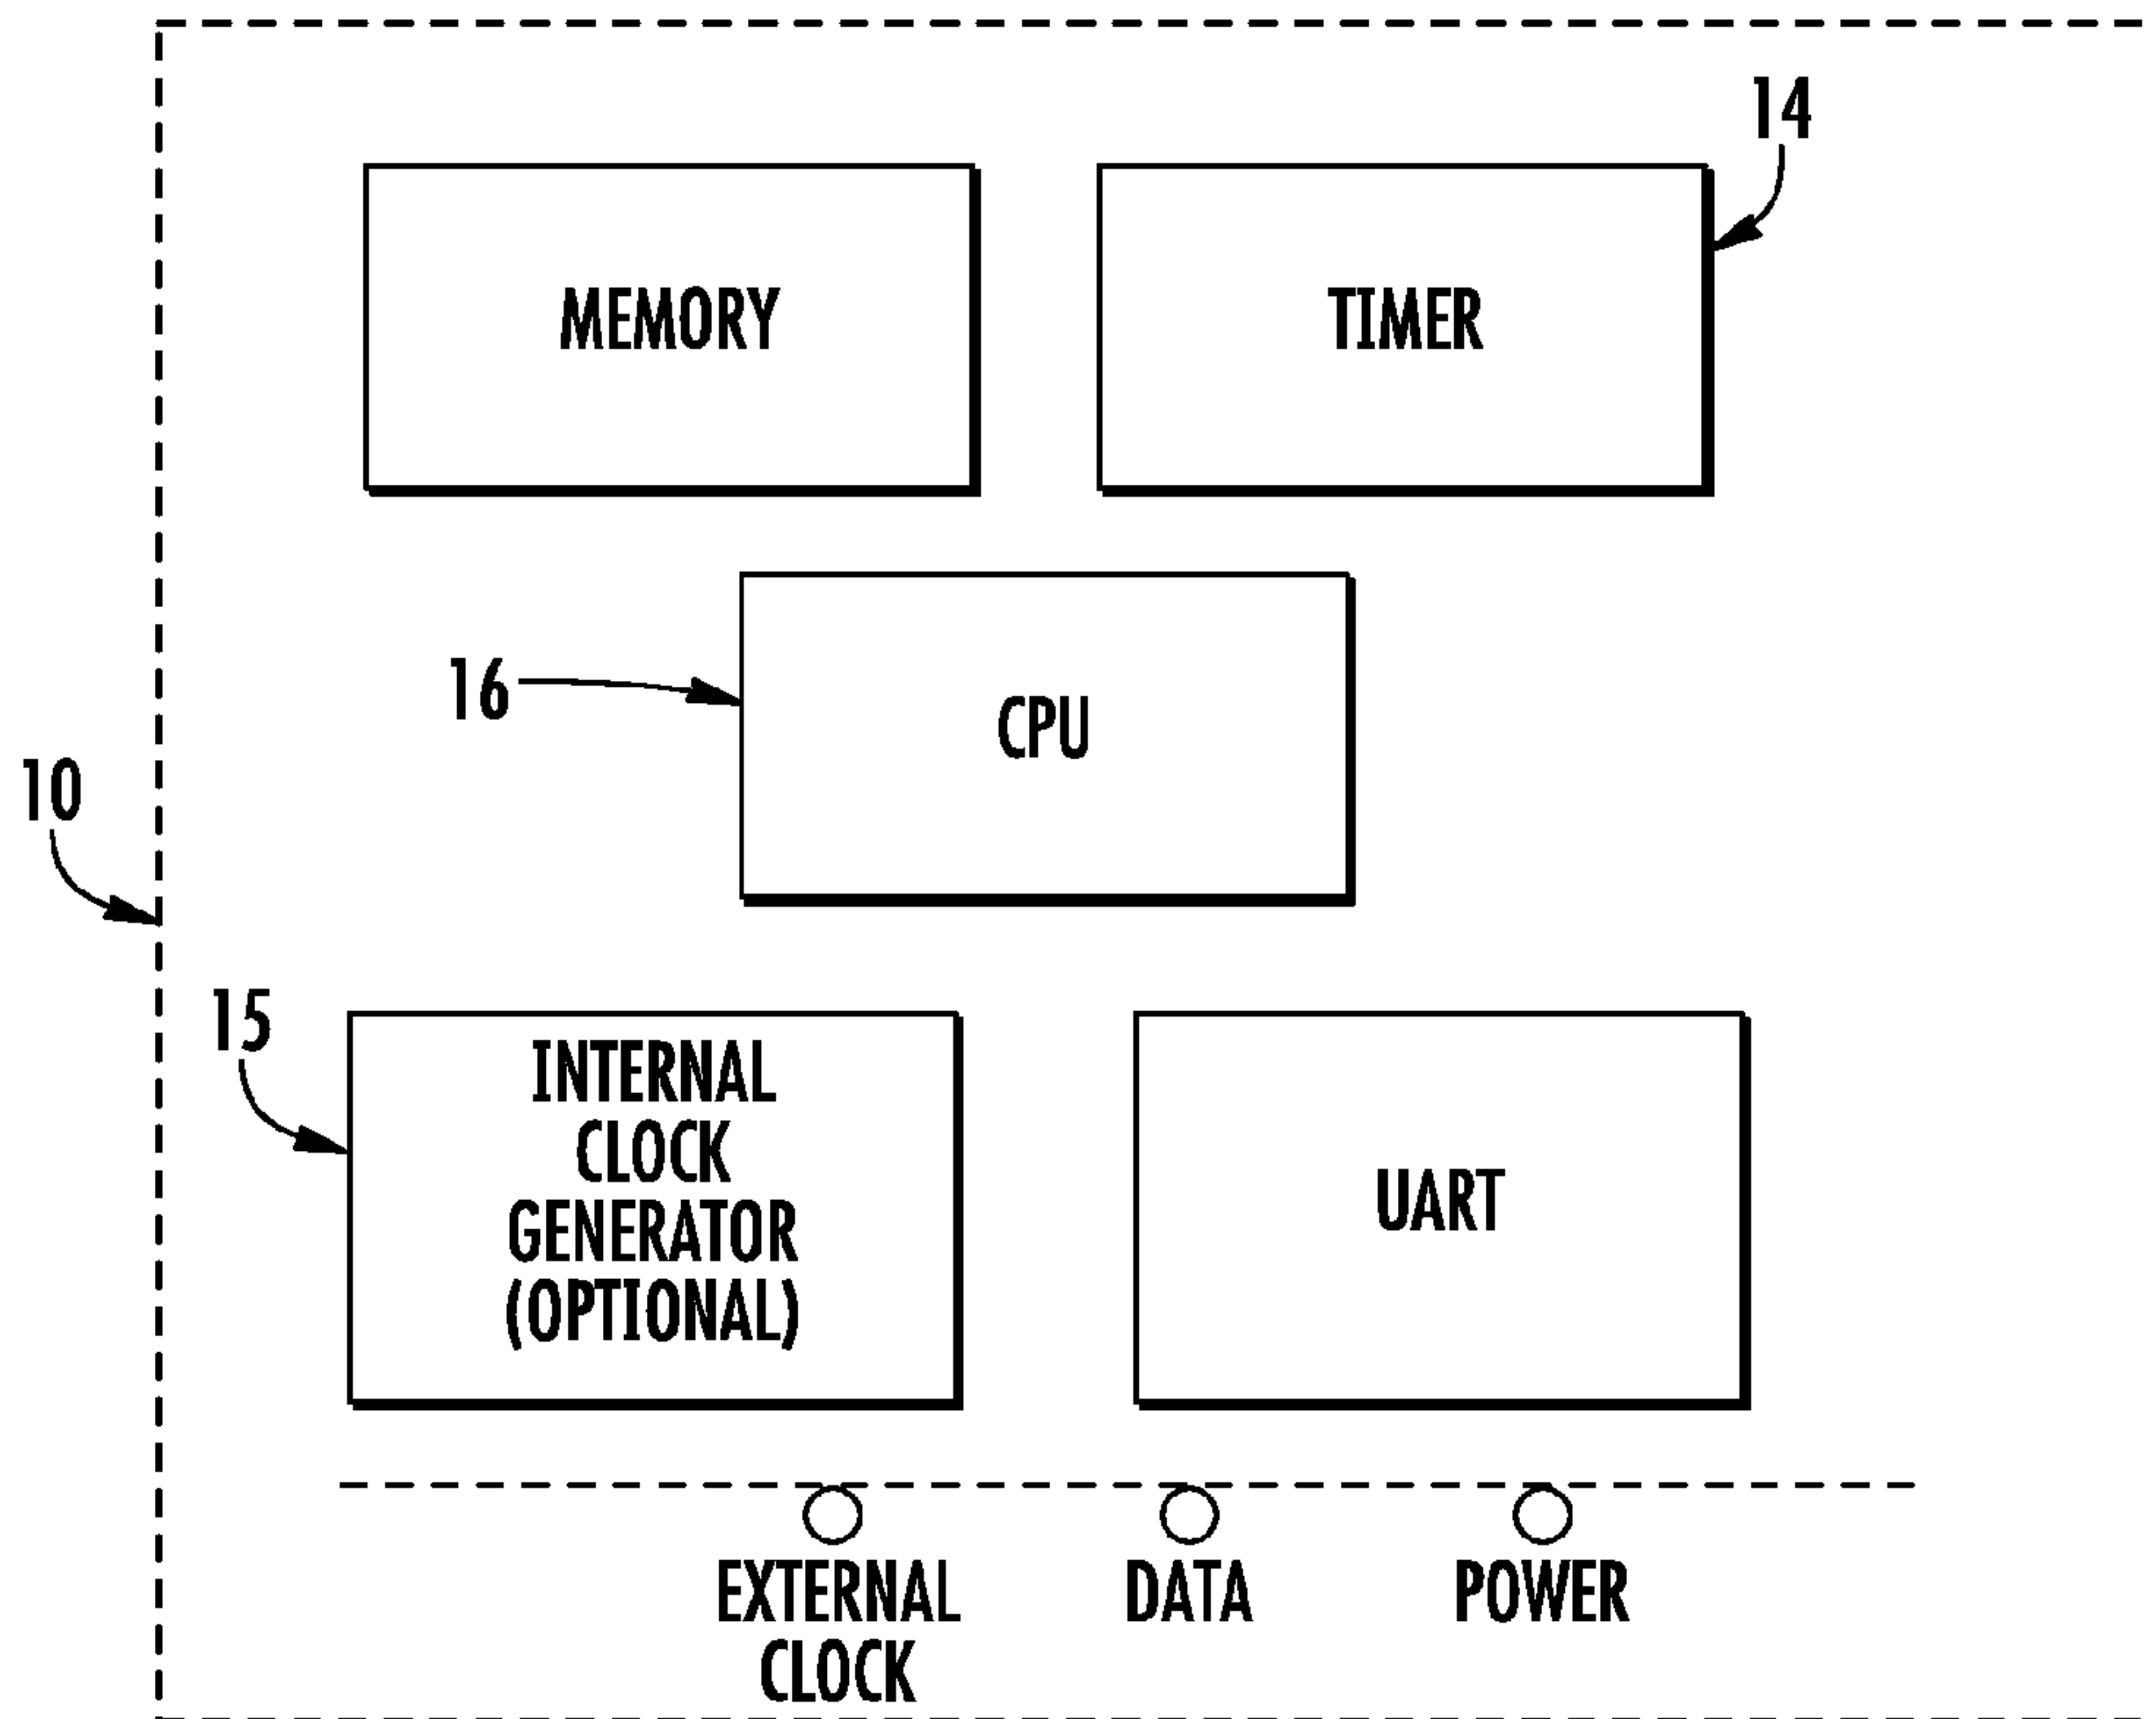 14
MEMORY
TIMER
16
CPU
10
15
INTERNAL
CLOCK
GENERATOR
(OPTIONAL)
UART
EXTERNAL
CLOCK
DATA
POWER